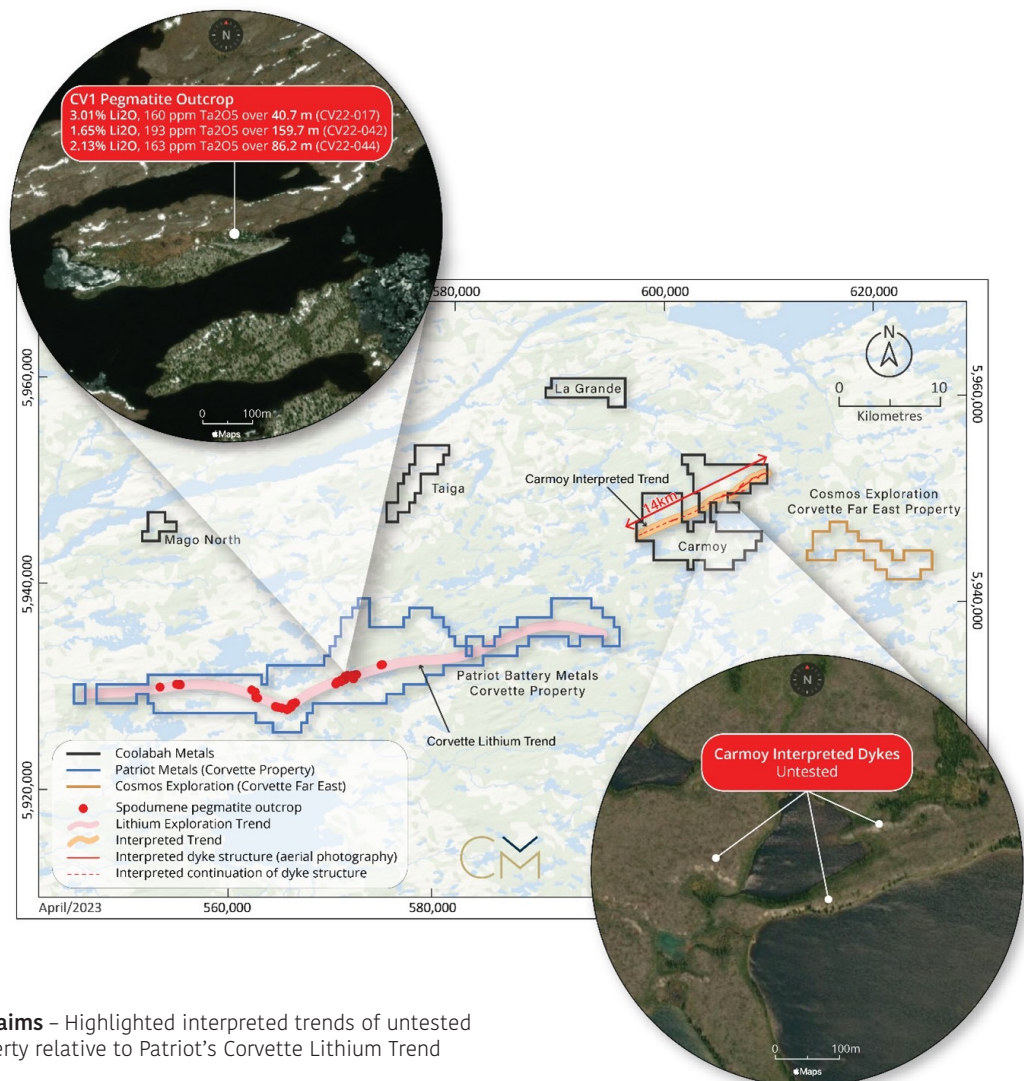 N
CV1 Pegmatite Outcrop
3.01% Li2O, 160 ppm Ta2O5 over 40.7 m (CV22-017)
1.65% Li2O, 193 ppm Ta2O5 over 159.7 m (CV22-042)
2.13% Li2O, 163 ppm Ta2O5 over 86.2 m (CV22-044)
0 100m
Maps
580,000 600,000 620,000
5,960,000
5,960,000
N
0 10
Kilometres
La Grande
Taiga
Mago North
Carmoy Interpreted Trend
14km
Carmoy
Cosmos Exploration
Corvette Far East Property
5,940,000
5,940,000
Patriot Battery Metals
Corvette Property
Corvette Lithium Trend
5,920,000
Coolabah Metals
Patriot Metals (Corvette Property)
Cosmos Exploration (Corvette Far East)
Spodumene pegmatite outcrop
Lithium Exploration Trend
Interpreted Trend
Interpreted dyke structure (aerial photography)
Interpreted continuation of dyke structure
CM
April/2023 560,000 580,000
N
Carmoy Interpreted Dykes
Untested
0 100m
Maps
aims – Highlighted interpreted trends of untested
erty relative to Patriot's Corvette Lithium Trend